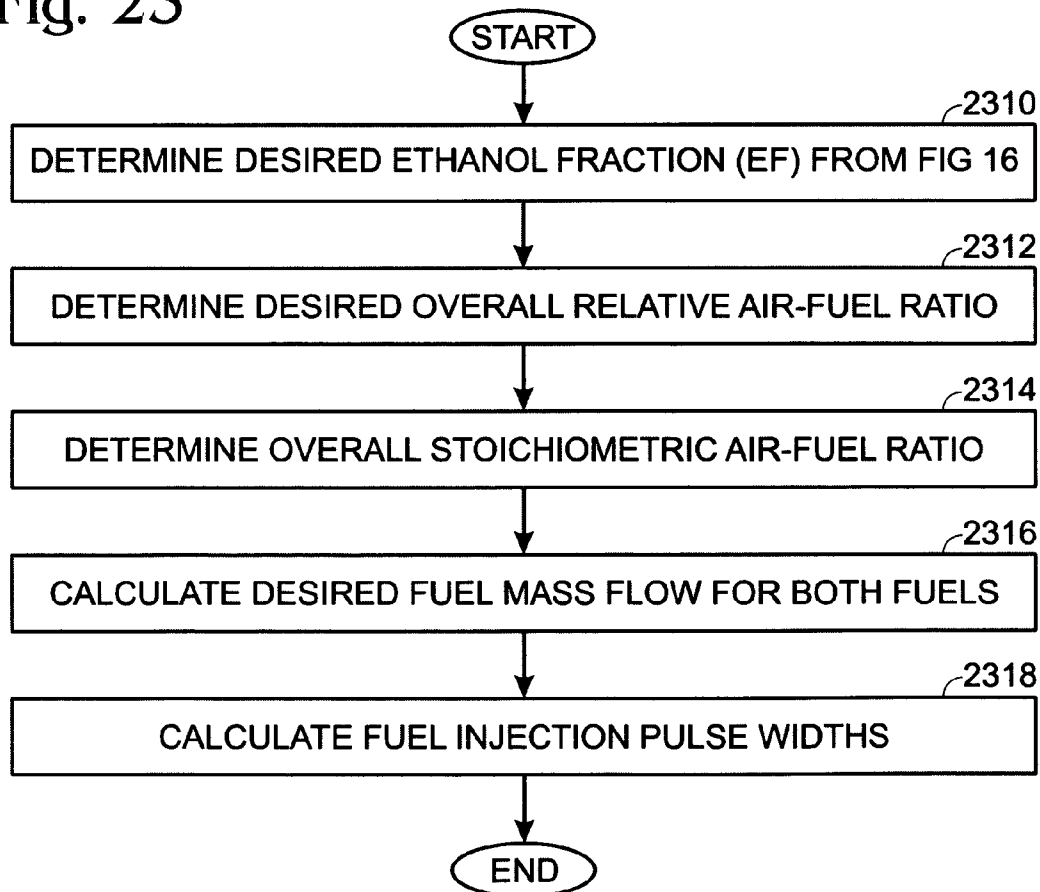 Fig. 23
START
2310
DETERMINE DESIRED ETHANOL FRACTION (EF) FROM FIG 16
2312
DETERMINE DESIRED OVERALL RELATIVE AIR-FUEL RATIO
2314
DETERMINE OVERALL STOICHIOMETRIC AIR-FUEL RATIO
2316
CALCULATE DESIRED FUEL MASS FLOW FOR BOTH FUELS
2318
CALCULATE FUEL INJECTION PULSE WIDTHS
END